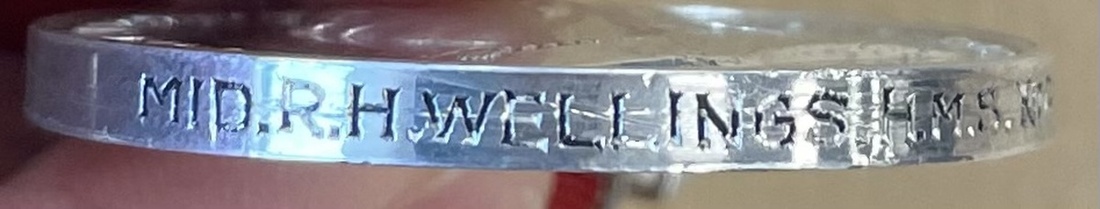 MID. R. H. WELLINGS. H.M.S.